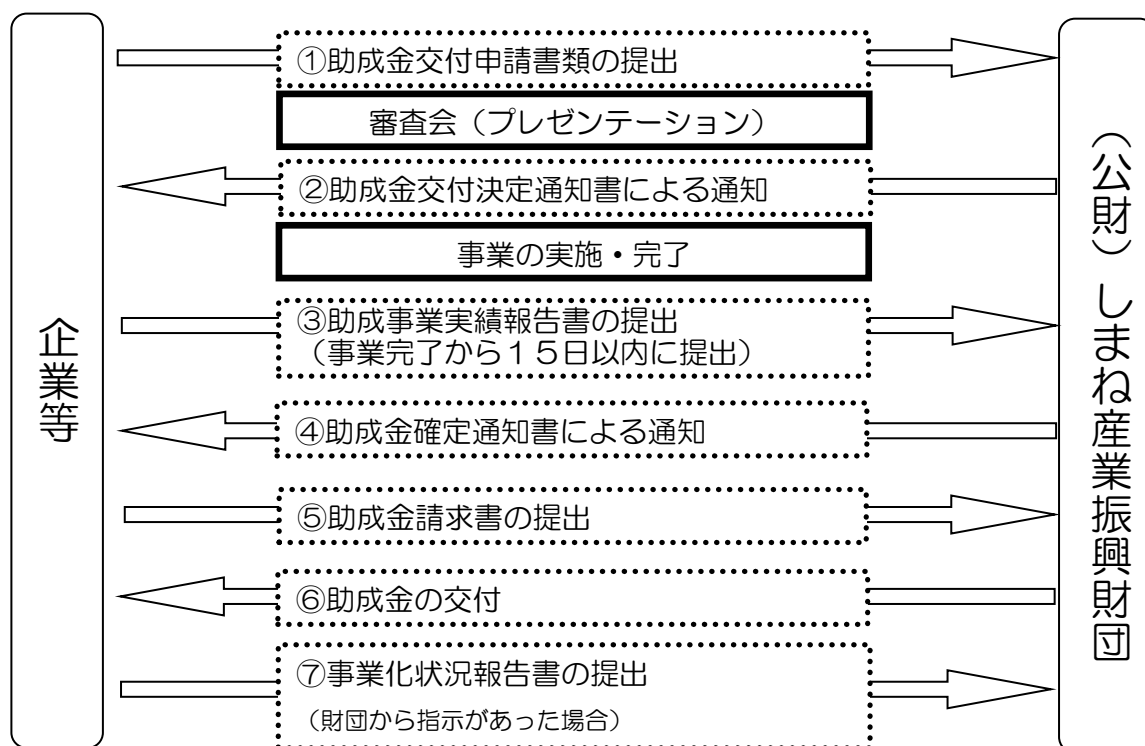 企業等
①助成金交付申請書類の提出
審査会（プレゼンテーション）
②助成金交付決定通知書による通知
事業の実施・完了
③助成事業実績報告書の提出
（事業完了から１５日以内に提出）
④助成金確定通知書による通知
⑤助成金請求書の提出
⑥助成金の交付
⑦事業化状況報告書の提出
（財団から指示があった場合）
（公財）しまね産業振興財団